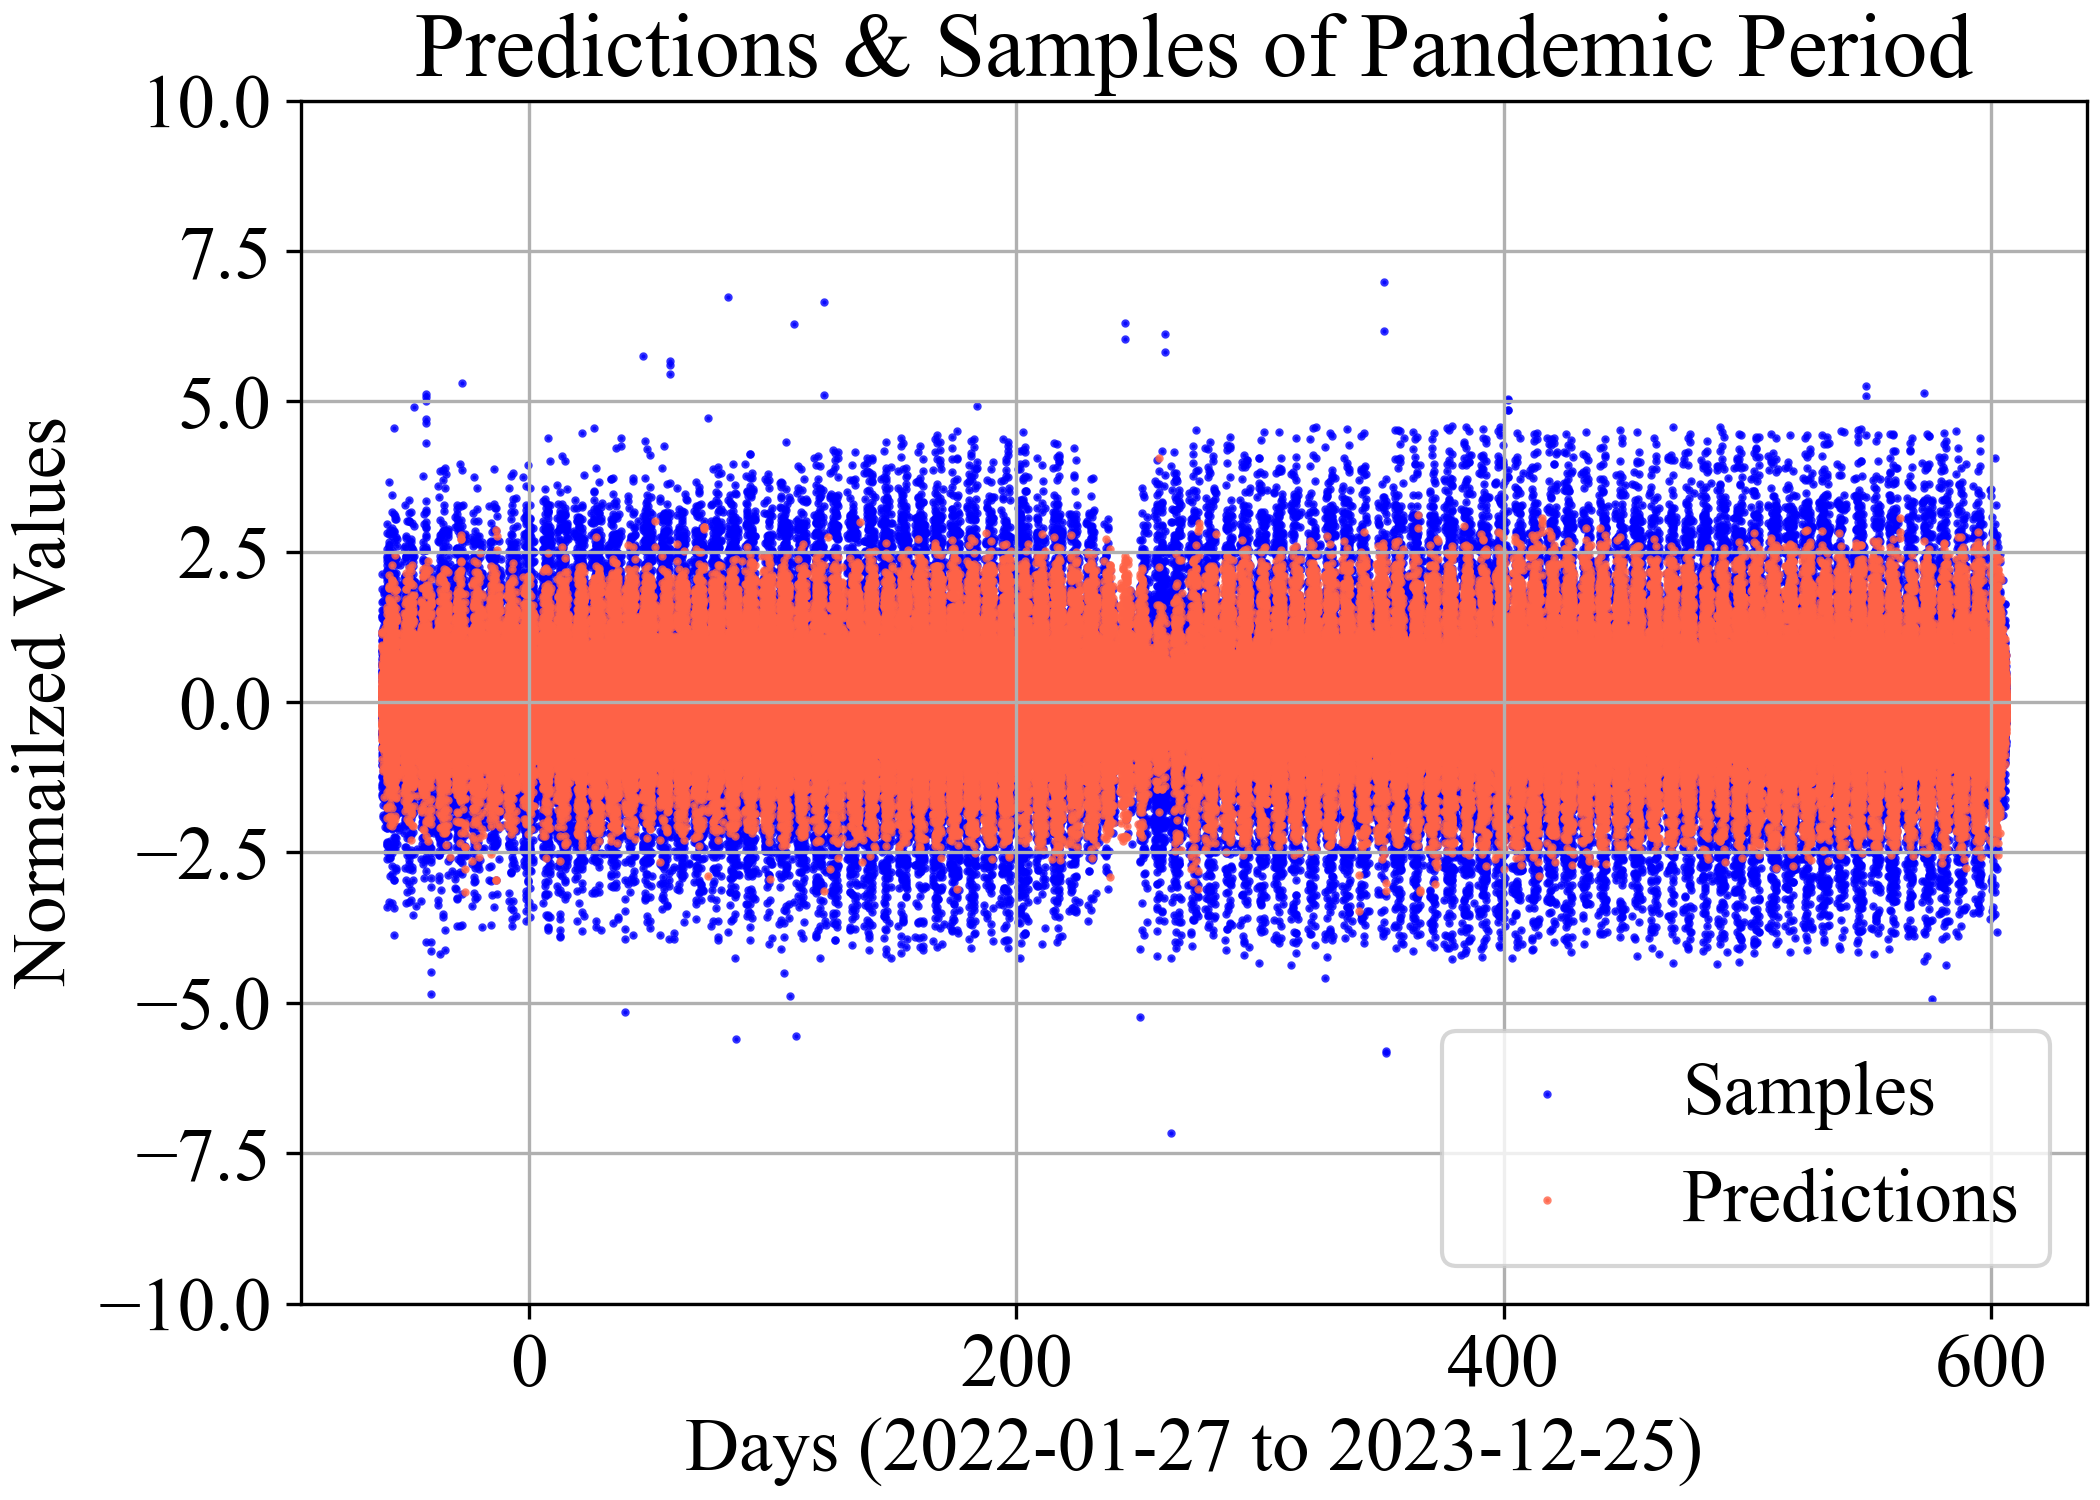 Predictions & Samples of Pandemic Period
10.0
7.5
5.0
2.5
0.0
−2.5
−5.0
−7.5
−10.0
Normailzed Values
Samples
Predictions
0 200 400 600
Days (2022-01-27 to 2023-12-25)